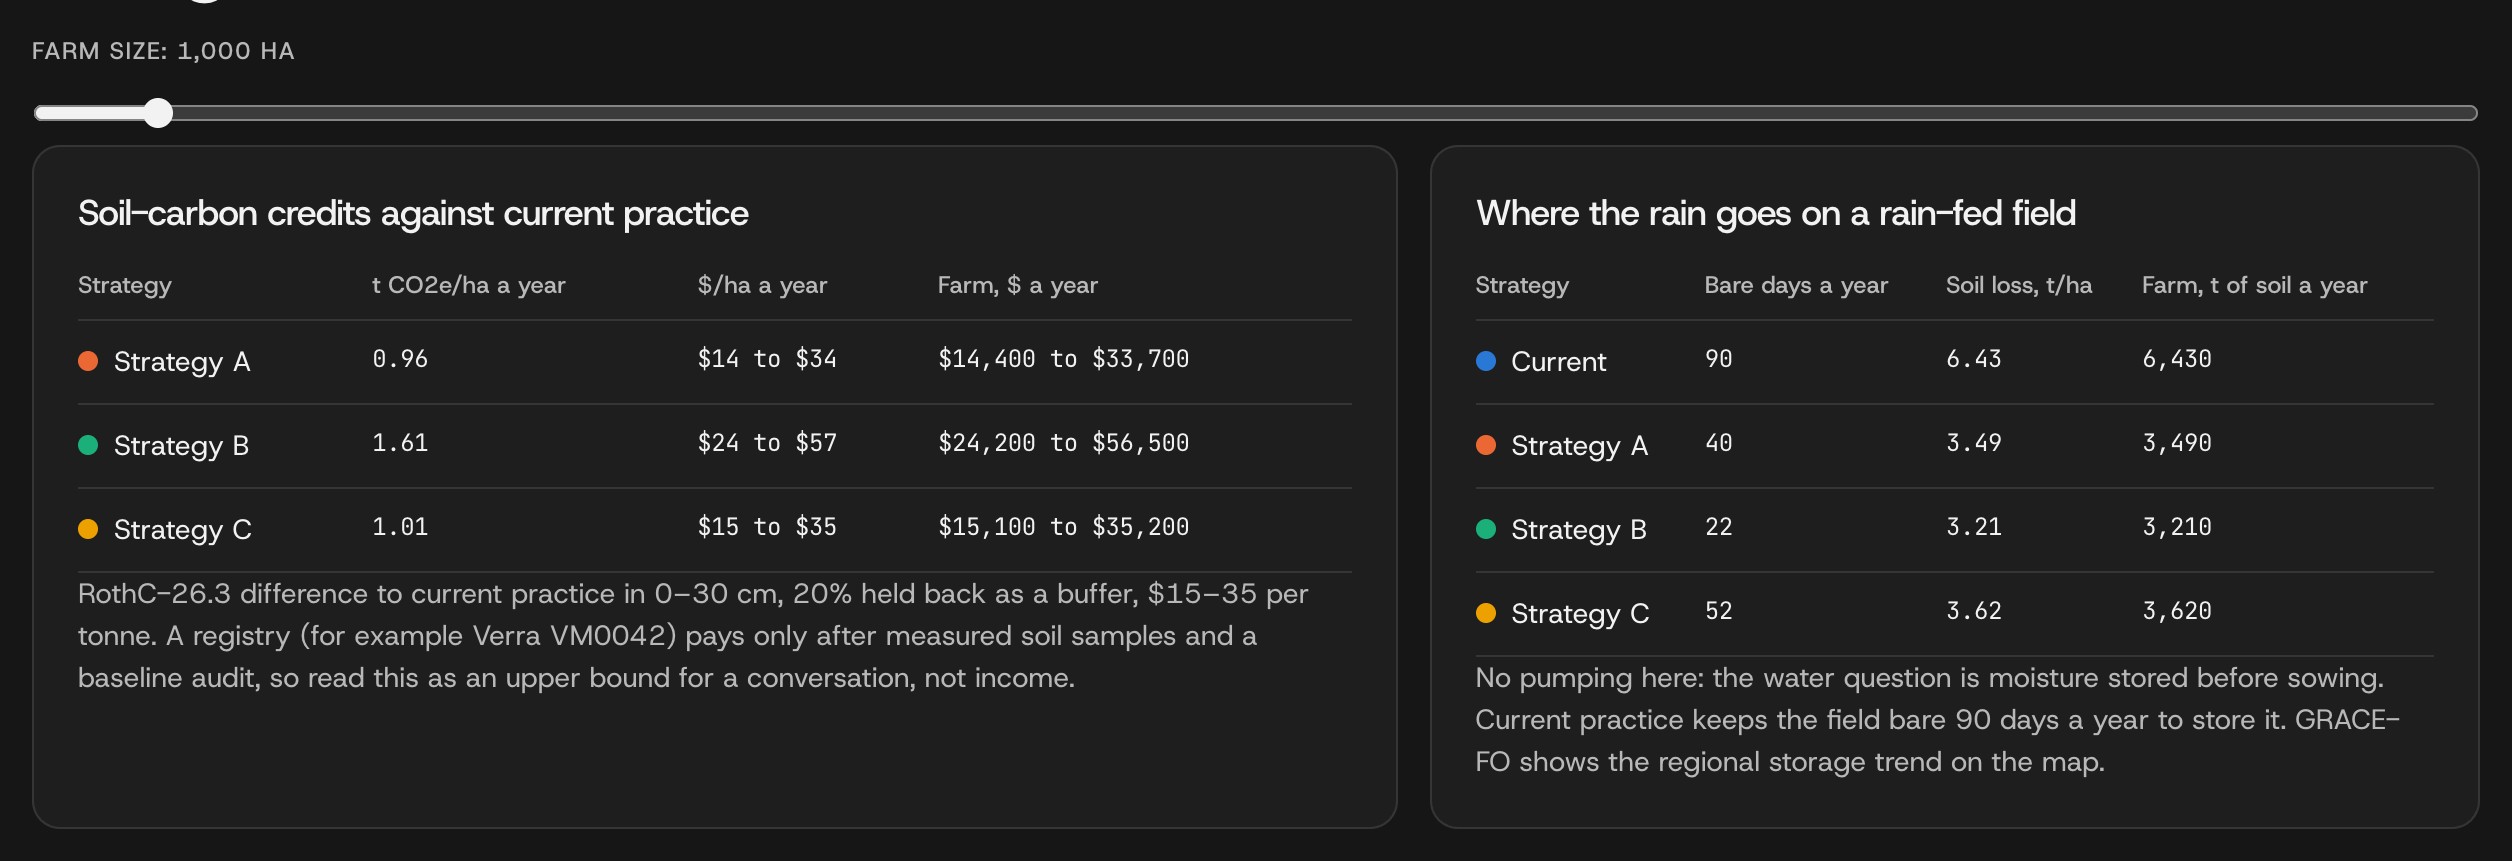 FARM SIZE: 1,000 HA
Soil-carbon credits against current practice
Strategy t CO2e/ha a year $/ha a year Farm, $ a year
Strategy A 0.96 $14 to $34 $14,400 to $33,700
Strategy B 1.61 $24 to $57 $24,200 to $56,500
Strategy C 1.01 $15 to $35 $15,100 to $35,200
RothC-26.3 difference to current practice in 0–30 cm, 20% held back as a buffer, $15–35 per
tonne. A registry (for example Verra VM0042) pays only after measured soil samples and a
baseline audit, so read this as an upper bound for a conversation, not income.
Where the rain goes on a rain-fed field
Strategy Bare days a year Soil loss, t/ha Farm, t of soil a year
Current 90 6.43 6,430
Strategy A 40 3.49 3,490
Strategy B 22 3.21 3,210
Strategy C 52 3.62 3,620
No pumping here: the water question is moisture stored before sowing.
Current practice keeps the field bare 90 days a year to store it. GRACE-
FO shows the regional storage trend on the map.